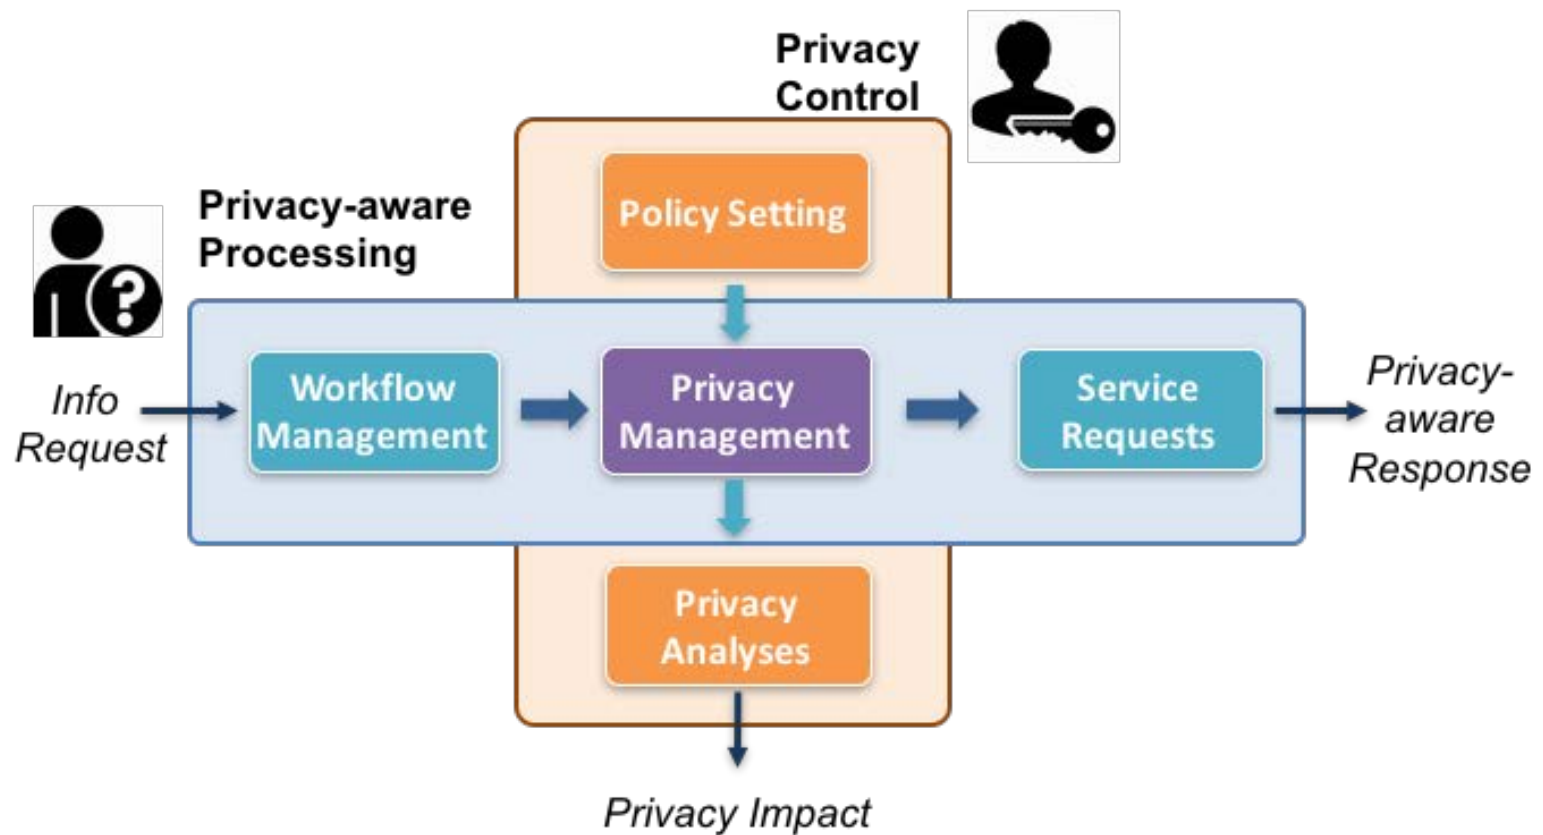 Privacy
Control
Policy Setting
Privacy-aware
Processing
Info
Request
Workflow
Management
Privacy
Management
Service
Requests
Privacy-
aware
Response
Privacy
Analyses
Privacy Impact
?